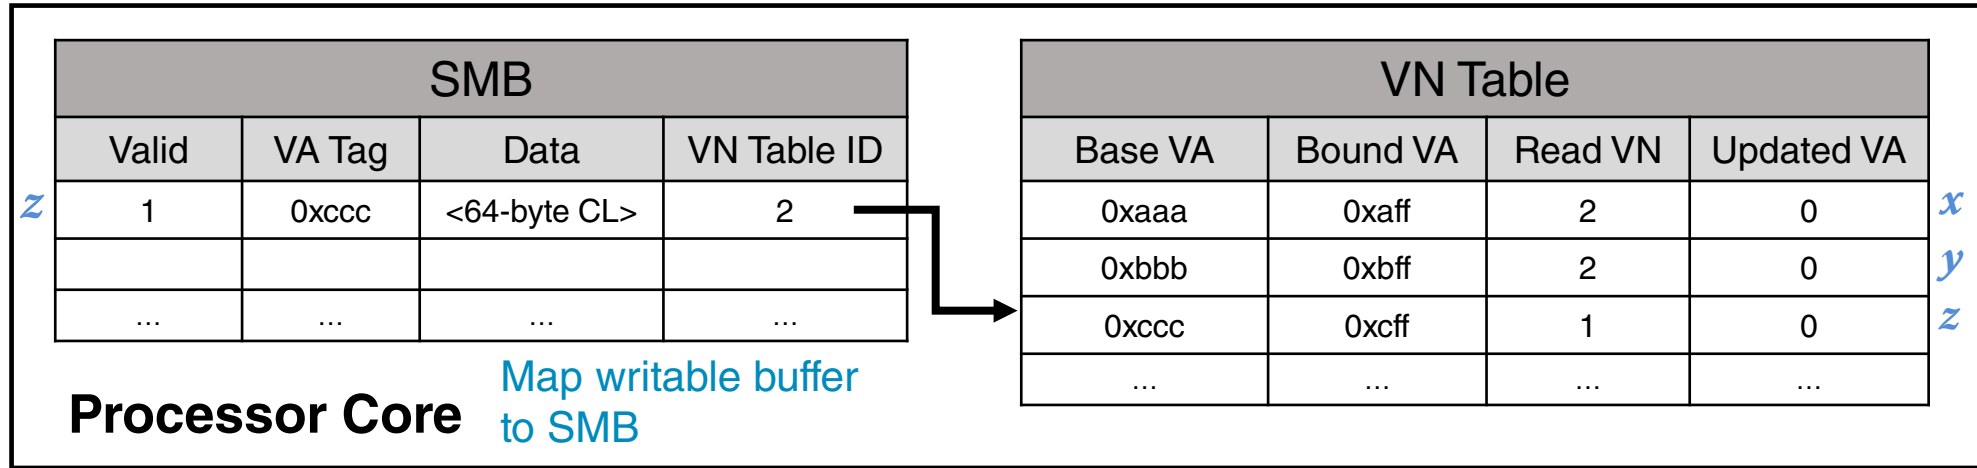 SMB
Valid VA Tag Data VN Table ID
z 1 0xccc <64-byte CL> 2
... ... ... ...
VN Table
Base VA Bound VA Read VN Updated VA
0xaaa 0xaff 2 0 x
0xbbb 0xbff 2 0 y
0xccc 0xcff 1 0 z
... ... ... ...
Processor Core
Map writable buffer
to SMB